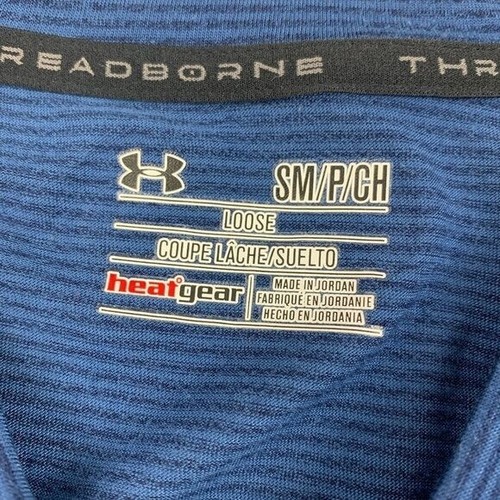 READBORNE THR
SM/P/CH
LOOSE
COUPE LÂCHE/SUELTO
heatgear
MADE IN JORDAN
FABRIQUÉ EN JORDANIE
HECHO EN JORDANIA